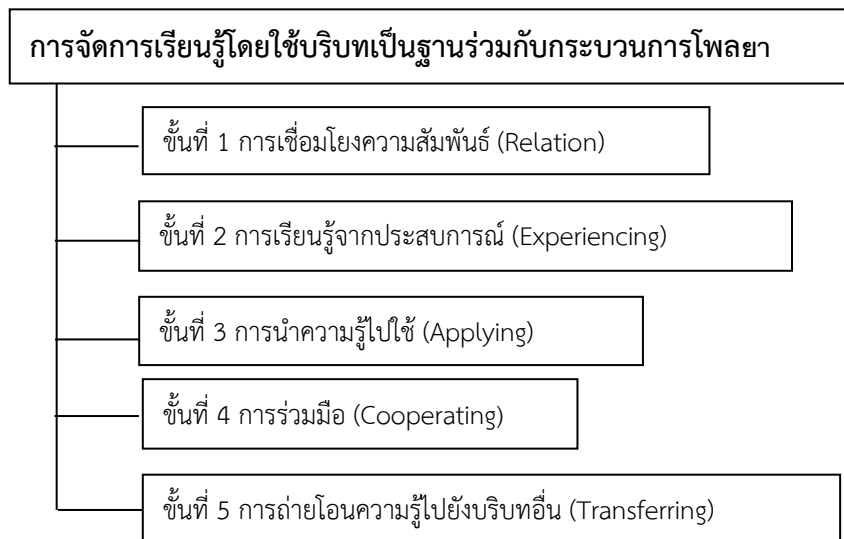 การจัดการเรียนรู้โดยใช้บริบทเป็นฐานร่วมกับกระบวนการโพลยา
ขั้นที่ 1 การเชื่อมโยงความสัมพันธ์ (Relation)
ขั้นที่ 2 การเรียนรู้จากประสบการณ์ (Experiencing)
ขั้นที่ 3 การนำความรู้ไปใช้ (Applying)
ขั้นที่ 4 การร่วมมือ (Cooperating)
ขั้นที่ 5 การถ่ายโอนความรู้ไปยังบริบทอื่น (Transferring)